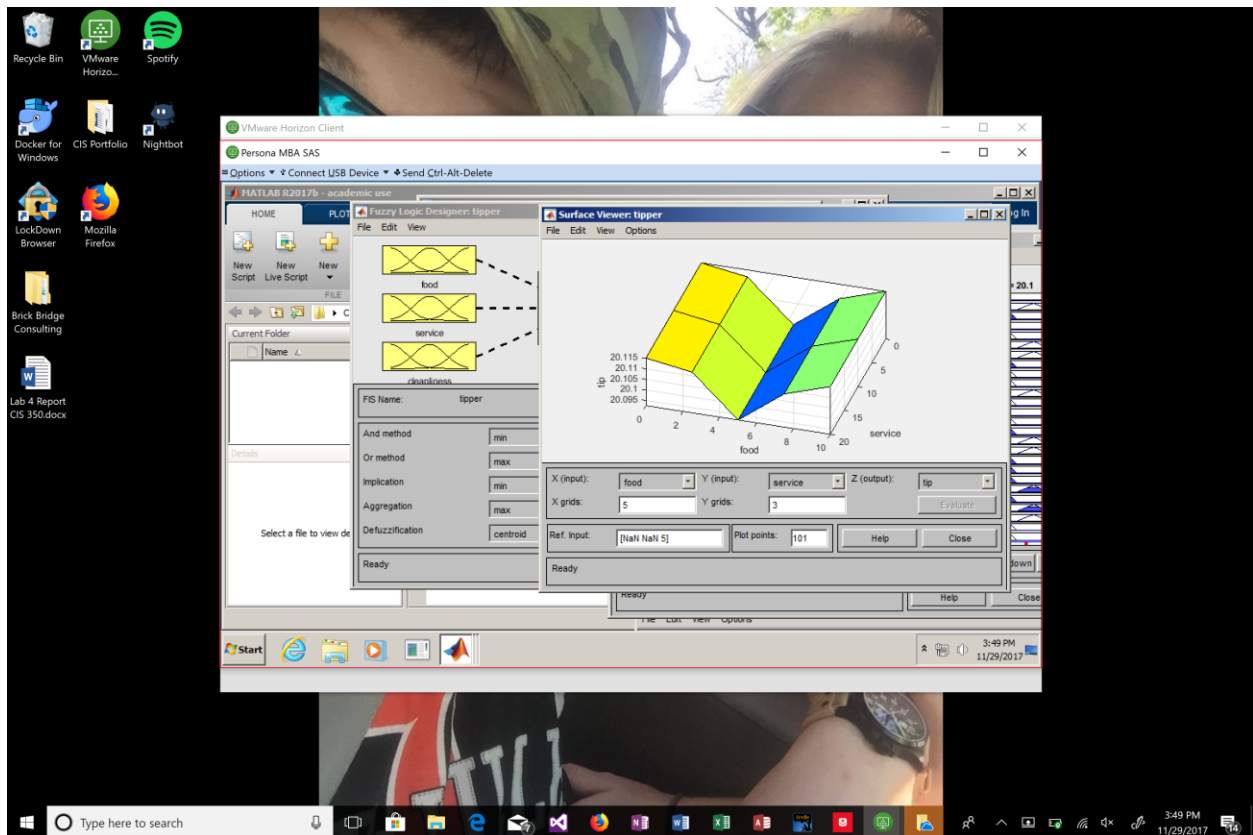 Recycle Bin
VMware
Horizo...
Spotify
Docker for
Windows
CIS Portfolio
Nightbot
LockDown
Browser
Mozilla
Firefox
Brick Bridge
Consulting
Lab 4 Report
CIS 350.docx
VMware Horizon Client
Persona MBA SAS
Options Connect USB Device Send Ctrl-Alt-Delete
MATLAB R2017b - academic use
HOME PLOT
New
Script
New
Live Script
New
FILE
Current Folder
Name
Details
Select a file to view de
Fuzzy Logic Designer: tipper
File Edit View
food
service
cleanliness
FIS Name: tipper
And method min
Or method max
Implication min
Aggregation max
Defuzzification centroid
Ready
Surface Viewer: tipper
File Edit View Options
20.115
20.11
20.105
20.1
20.095
tip
0 2 4 6 8 10
food
0 5 10 15 20
service
X (input): food Y (input): service Z (output): tip
X grids: 5 Y grids: 3 Evaluate
Ref. Input: [NaN NaN 5] Plot points: 101 Help Close
Ready
g In
= 20.1
down
Ready Help Close
File Edit View Options
Start
3:49 PM
11/29/2017
Type here to search
3:49 PM
11/29/2017